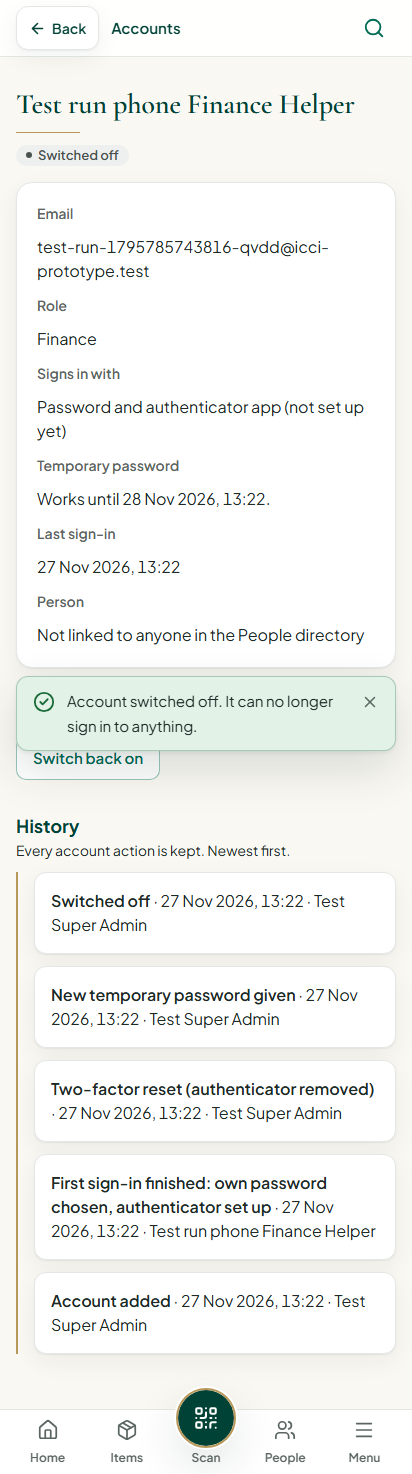 Back
Accounts
Test run phone Finance Helper
Switched off
Email
test-run-1795785743816-qvdd@icci-
prototype.test
Role
Finance
Signs in with
Password and authenticator app (not set up
yet)
Temporary password
Works until 28 Nov 2026, 13:22.
Last sign-in
27 Nov 2026, 13:22
Person
Not linked to anyone in the People directory
Account switched off. It can no longer
sign in to anything.
Switch back on
History
Every account action is kept. Newest first.
Switched off · 27 Nov 2026, 13:22 · Test
Super Admin
New temporary password given · 27 Nov
2026, 13:22 · Test Super Admin
Two-factor reset (authenticator removed)
· 27 Nov 2026, 13:22 · Test Super Admin
First sign-in finished: own password
chosen, authenticator set up · 27 Nov
2026, 13:22 · Test run phone Finance Helper
Account added · 27 Nov 2026, 13:22 · Test
Super Admin
Home
Items
Scan
People
Menu